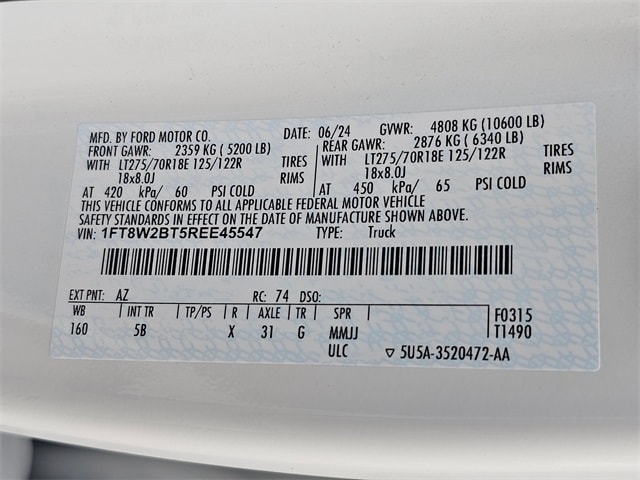 MFD. BY FORD MOTOR CO. DATE: 06/24 GVWR: 4808 KG (10600 LB)
FRONT GAWR: 2359 KG ( 5200 LB) REAR GAWR: 2876 KG ( 6340 LB)
WITH LT275/70R18E 125/122R TIRES WITH LT275/70R18E 125/122R TIRES
18x8.0J RIMS 18x8.0J RIMS
AT 420 kPa/ 60 PSI COLD AT 450 kPa/ 65 PSI COLD
THIS VEHICLE CONFORMS TO ALL APPLICABLE FEDERAL MOTOR VEHICLE
SAFETY STANDARDS IN EFFECT ON THE DATE OF MANUFACTURE SHOWN ABOVE.
VIN: 1FT8W2BT5REE45547 TYPE: Truck
EXT PNT: AZ RC: 74 DSO:
WB INT TR TP/PS R AXLE TR SPR F0315
160 5B X 31 G MMJJ T1490
ULC ▽ 5U5A-3520472-AA